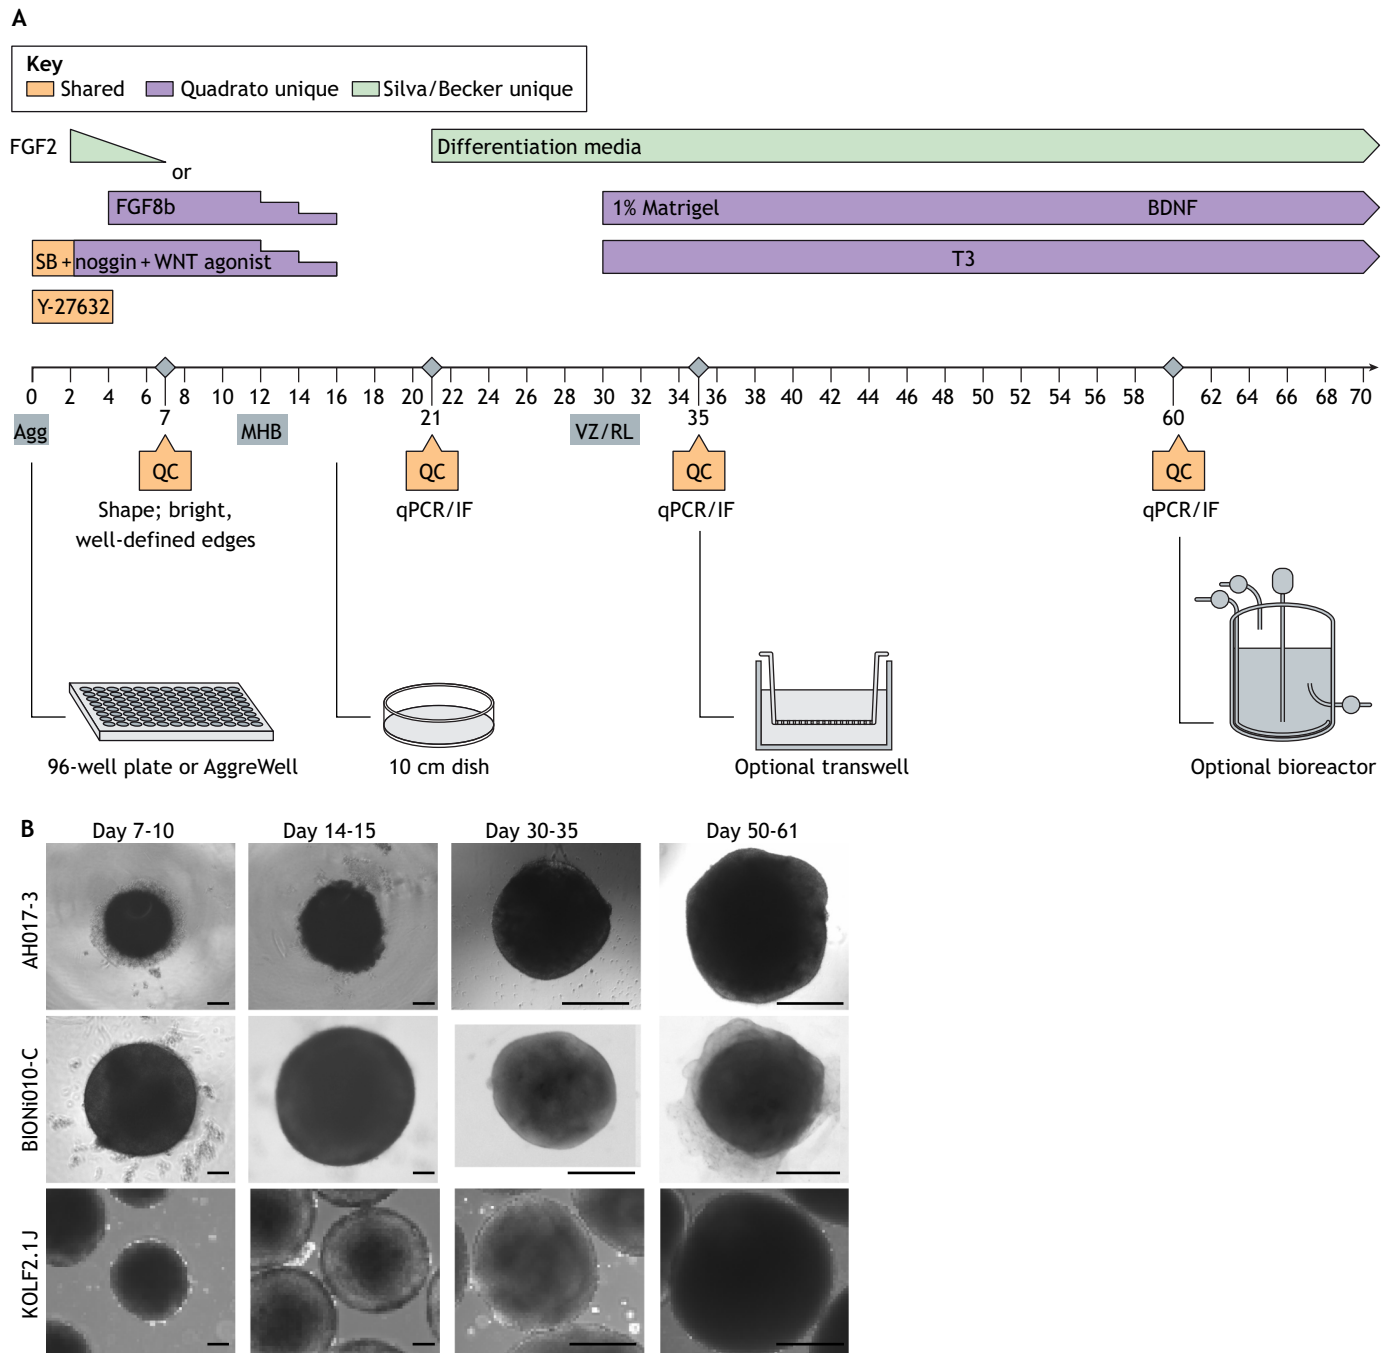 A
Key
Shared Quadrato unique Silva/Becker unique
FGF2
Differentiation media
or
FGF8b
1% Matrigel BDNF
SB + noggin + WNT agonist
T3
Y-27632
0 2 4 6 8 10 12 14 16 18 20 22 24 26 28 30 32 34 36 38 40 42 44 46 48 50 52 54 56 58 62 64 66 68 70
7 21 35 60
Agg MHB VZ/RL
QC QC QC QC
Shape; bright, qPCR/IF qPCR/IF qPCR/IF
well-defined edges
96-well plate or AggreWell 10 cm dish Optional transwell Optional bioreactor
B
Day 7-10 Day 14-15 Day 30-35 Day 50-61
AH017-3
BIONi010-C
KOLF2.1J